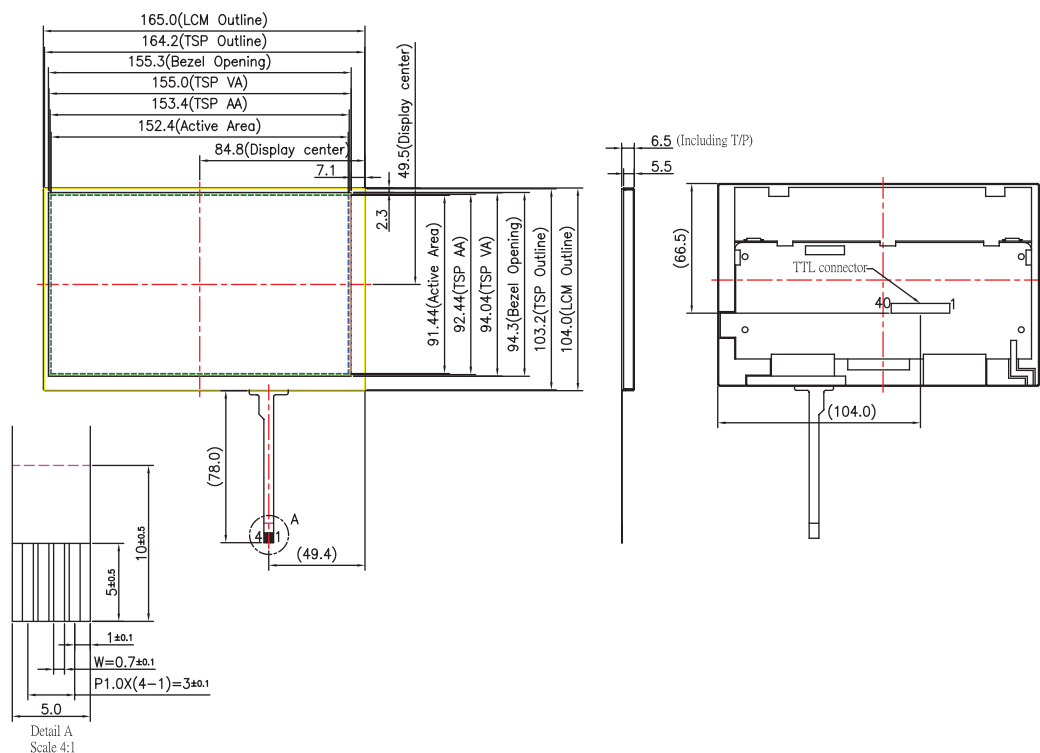 165.0(LCM Outline)
164.2(TSP Outline)
155.3(Bezel Opening)
155.0(TSP VA)
153.4(TSP AA)
152.4(Active Area)
84.8(Display center)
7.1
49.5(Display center)
2.3
91.44(Active Area)
92.44(TSP AA)
94.04(TSP VA)
94.3(Bezel Opening)
103.2(TSP Outline)
104.0(LCM Outline)
(78.0)
A
4
1
(49.4)
6.5 (Including T/P)
5.5
(66.5)
TTL connector
40
1
(104.0)
10±0.5
5±0.5
1±0.1
W=0.7±0.1
P1.0X(4-1)=3±0.1
5.0
Detail A
Scale 4:1